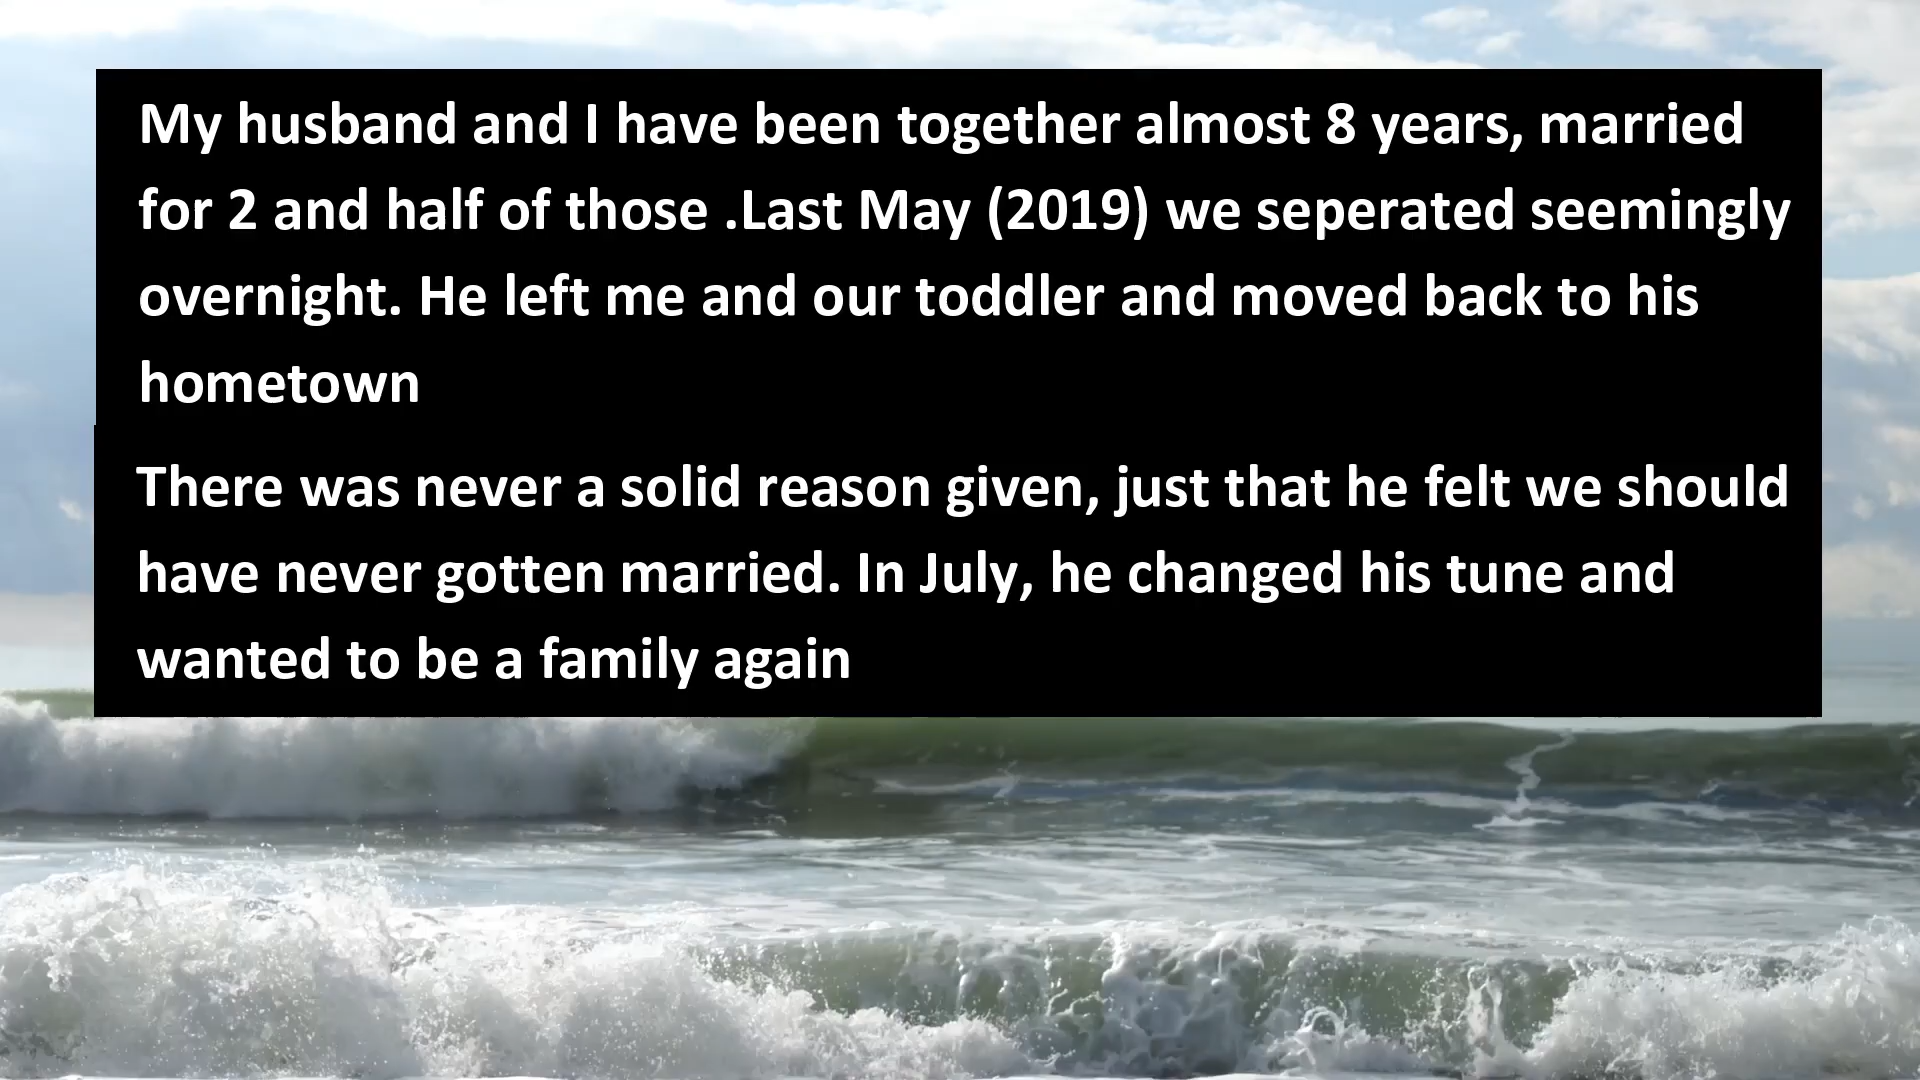 My husband and I have been together almost 8 years, married
for 2 and half of those .Last May (2019) we seperated seemingly
overnight. He left me and our toddler and moved back to his
hometown
There was never a solid reason given, just that he felt we should
have never gotten married. In July, he changed his tune and
wanted to be a family again